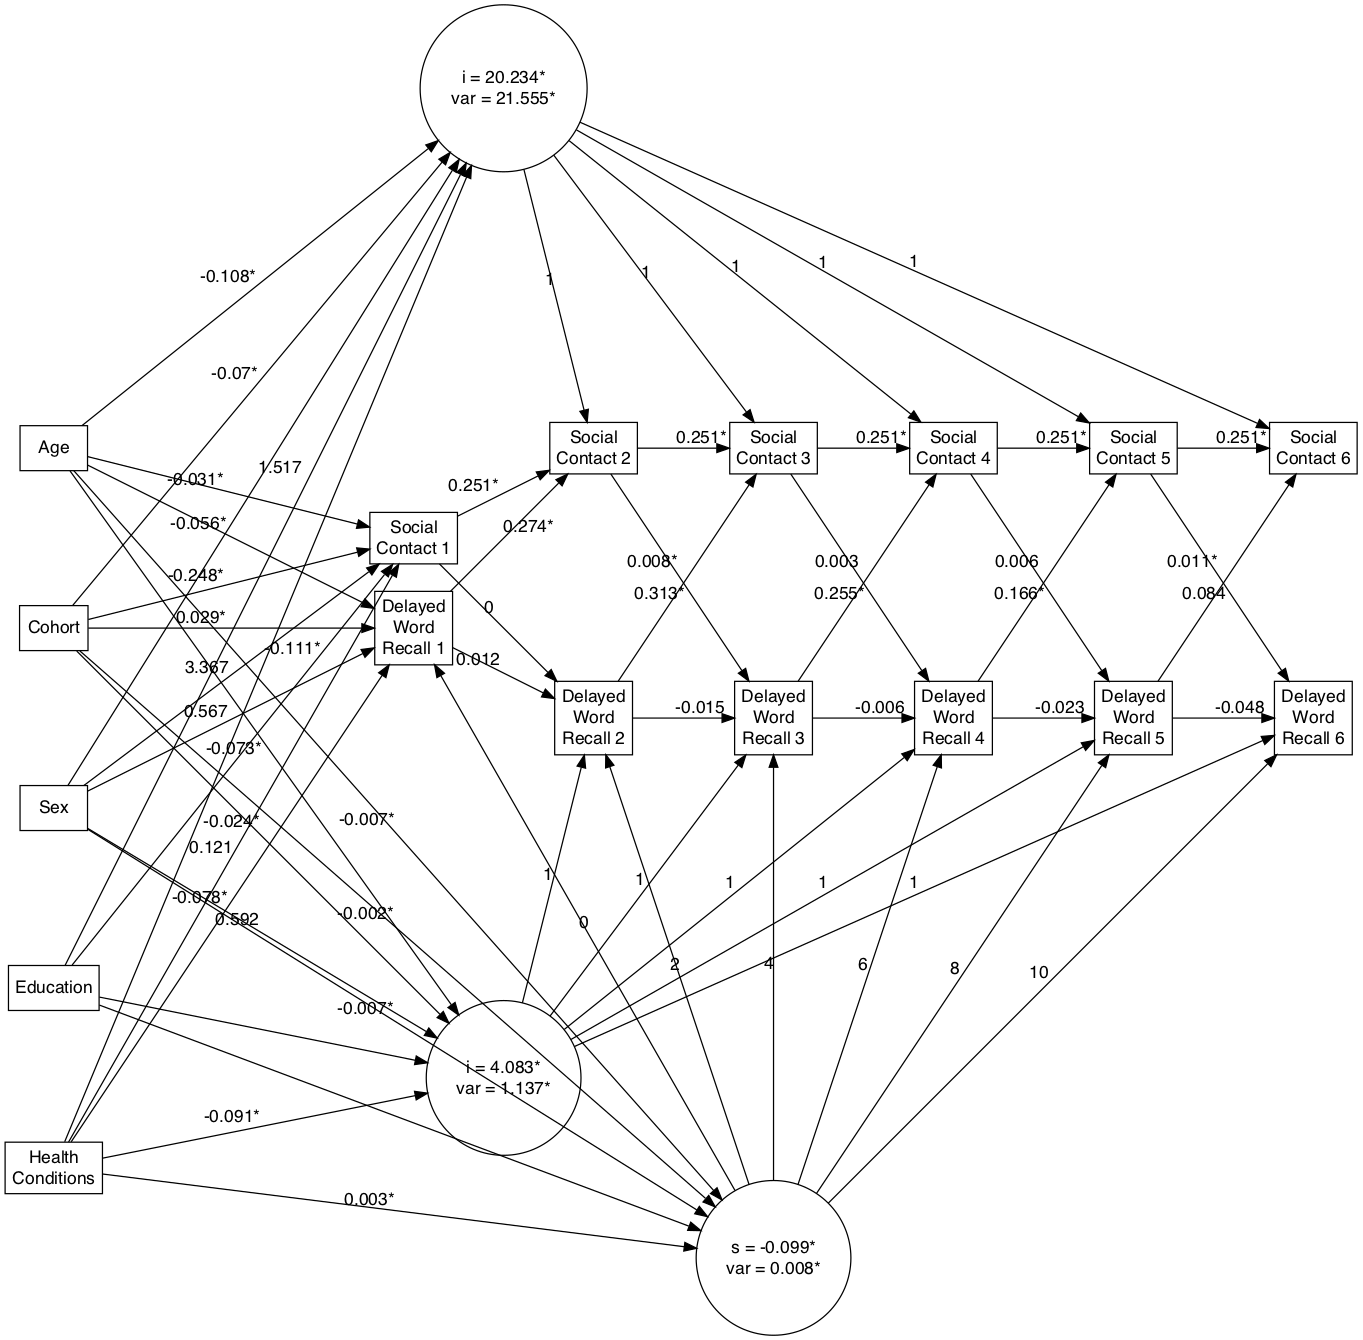 i = 20.234*
var = 21.555*
-0.108*
1
1
1
1
1
-0.07*
Age
Social
Contact 2
0.251*
Social
Contact 3
0.251*
Social
Contact 4
0.251*
Social
Contact 5
0.251*
Social
Contact 6
-0.031*
1.517
0.251*
-0.056*
Social
Contact 1
0.274*
-0.248*
0.008*
0.003
0.006
0.011*
0.313*
0.255*
0.166*
0.084
Cohort
0.029*
Delayed
Word
Recall 1
0
-0.111*
0.012
3.367
0.567
-0.073*
Delayed
Word
Recall 2
-0.015
Delayed
Word
Recall 3
-0.006
Delayed
Word
Recall 4
-0.023
Delayed
Word
Recall 5
-0.048
Delayed
Word
Recall 6
Sex
-0.024*
-0.007*
0.121
-0.078*
0.592
-0.002*
1
1
1
1
1
0
2
4
6
8
10
Education
-0.007*
i = 4.083*
var = 1.137*
-0.091*
Health
Conditions
0.003*
s = -0.099*
var = 0.008*